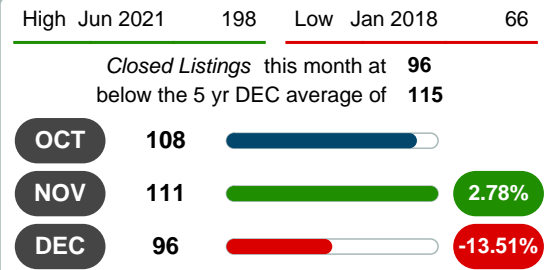 High Jun 2021 198 Low Jan 2018 66
Closed Listings this month at 96
below the 5 yr DEC average of 115
OCT 108
NOV 111 2.78%
DEC 96 -13.51%